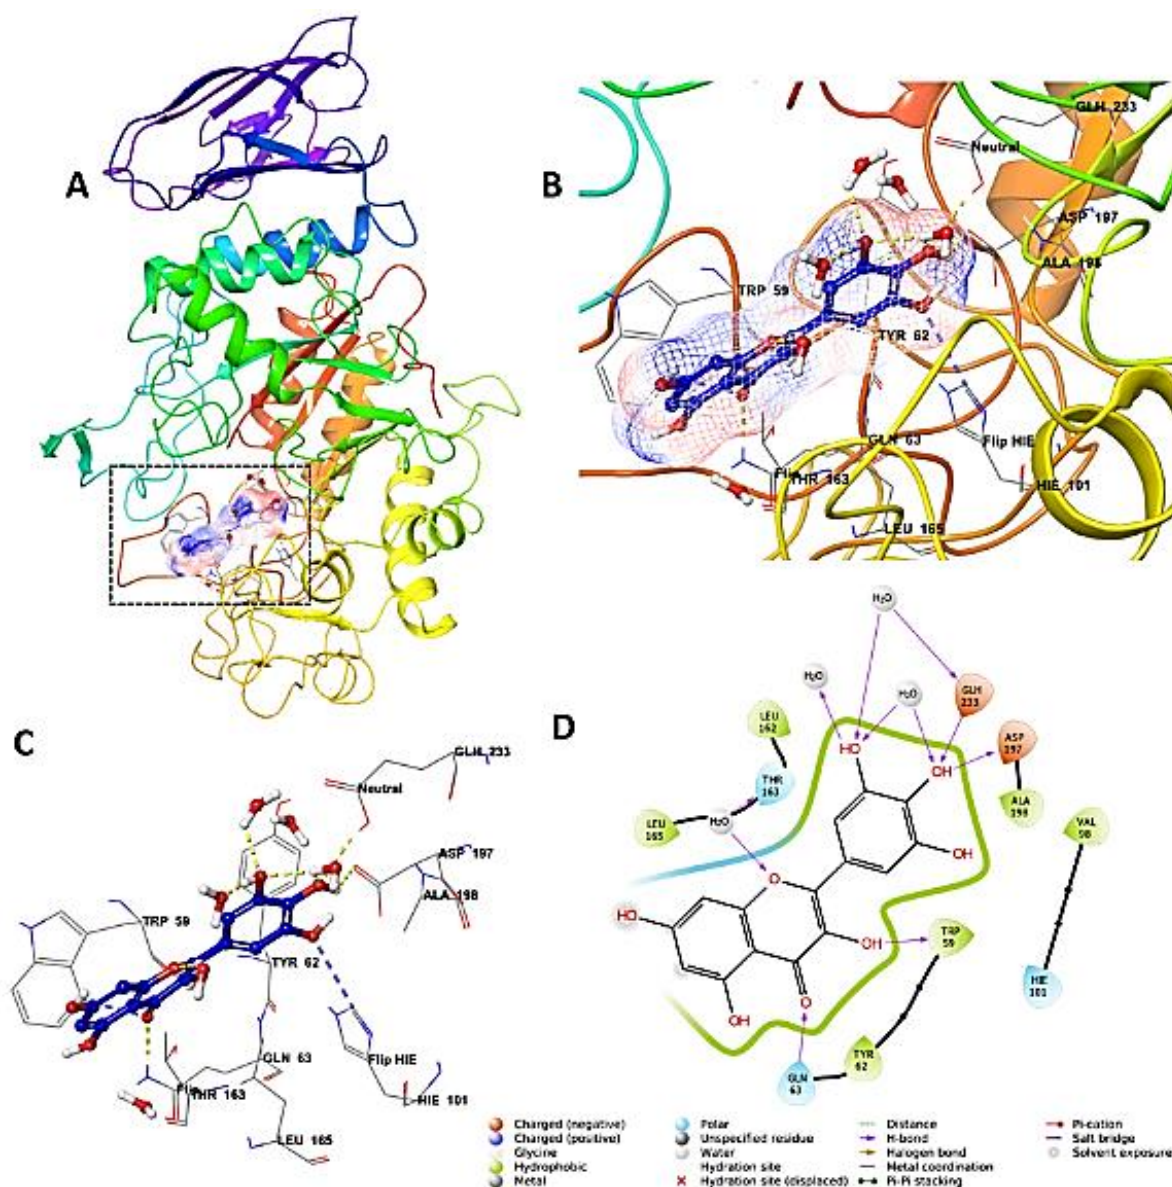 A
B
GLH 233
Neutral
ASP 197
ALA 198
TRP 59
TYR 62
GLN 63
Flip HIE
Flip
THR 163
HIE 101
LEU 165
C
GLH 233
Neutral
ASP 197
ALA 198
TRP 59
TYR 62
GLN 63
Flip HIE
Flip
THR 163
HIE 101
LEU 165
D
H₂O
H₂O
H₂O
GLH
233
LEU
162
HO
ASP
197
OH
THR
163
ALA
198
H₂O
LEU
165
VAL
98
OH
O
HO
OH
TRP
59
HIE
101
O
OH
TYR
62
GLN
63
Charged (negative)
Charged (positive)
Glycine
Hydrophobic
Metal
Polar
Unspecified residue
Water
Hydration site
Hydration site (displaced)
Distance
H-bond
Halogen bond
Metal coordination
Pi-Pi stacking
Pi-cation
Salt bridge
Solvent exposure